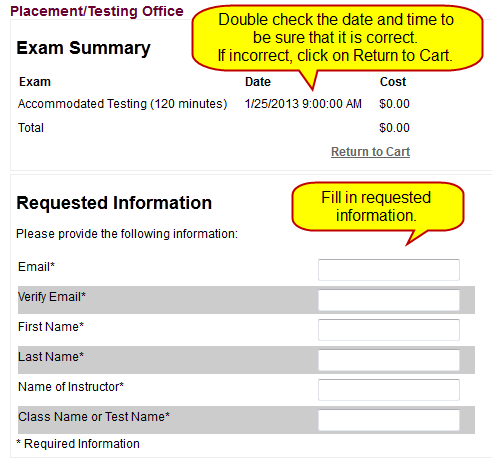 Placement/Testing Office
Double check the date and time to
be sure that it is correct.
If incorrect, click on Return to Cart.
Exam Summary
Exam Date Cost
Accommodated Testing (120 minutes) 1/25/2013 9:00:00 AM $0.00
Total $0.00
Return to Cart
Requested Information
Fill in requested
information.
Please provide the following information:
Email*
Verify Email*
First Name*
Last Name*
Name of Instructor*
Class Name or Test Name*
* Required Information